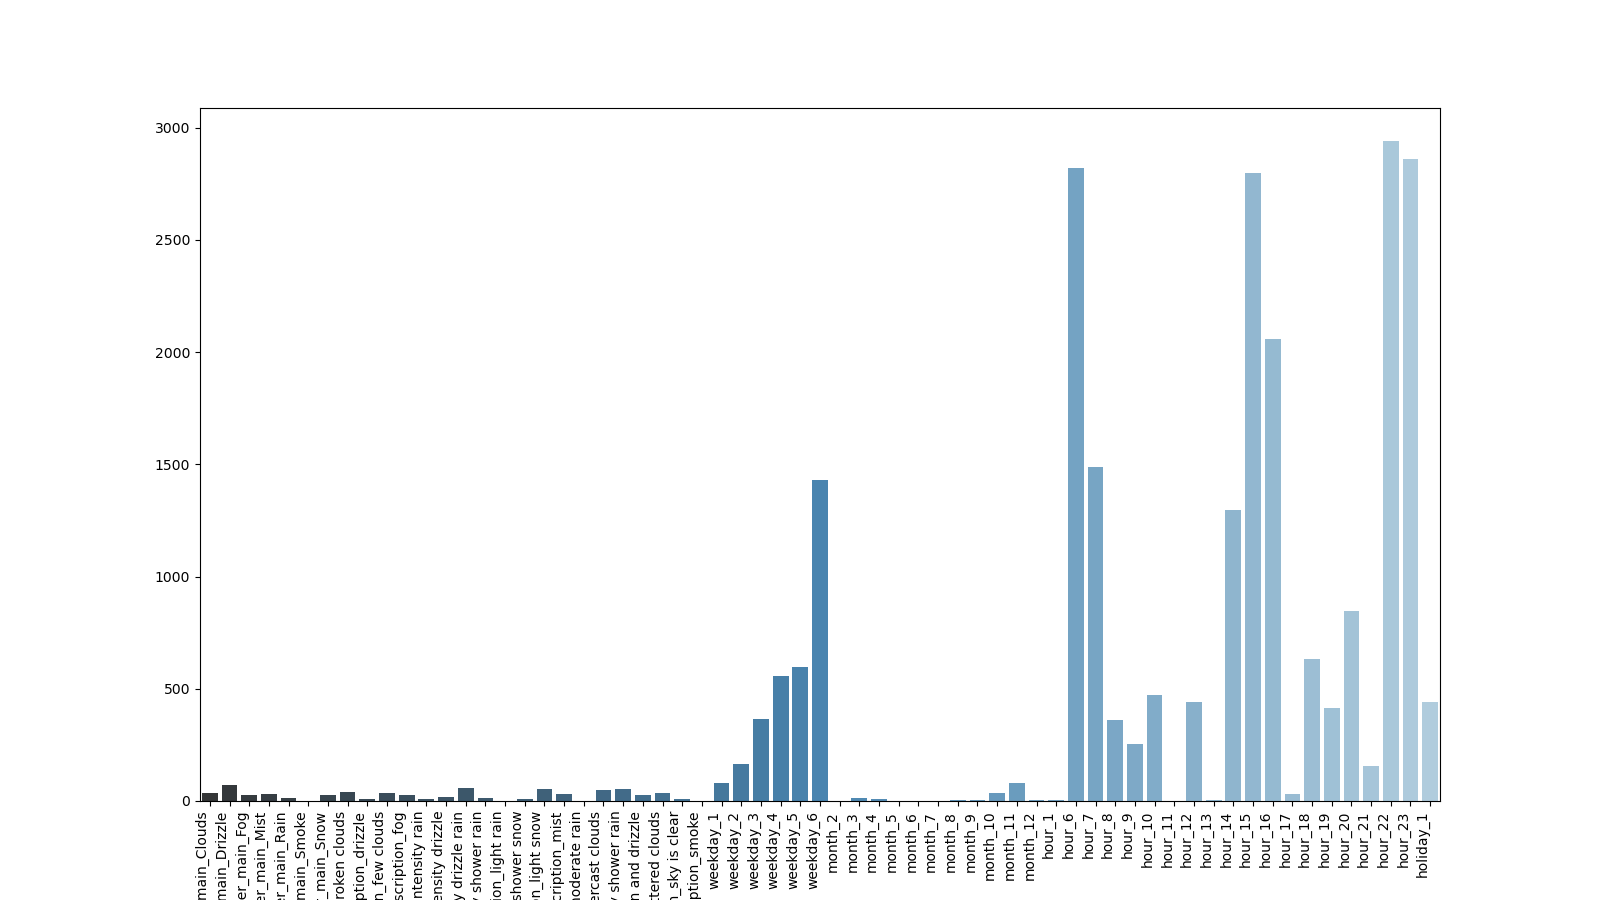 3000
2500
2000
1500
1000
500
0
main_Clouds
main_Drizzle
er_main_Fog
er_main_Mist
er_main_Rain
main_Smoke
_main_Snow
roken clouds
ption_drizzle
n_few clouds
scription_fog
ntensity rain
ensity drizzle
y drizzle rain
shower rain
ion_light rain
shower snow
n_light snow
cription_mist
noderate rain
ercast clouds
y shower rain
n and drizzle
ttered clouds
n_sky is clear
ption_smoke
weekday_1
weekday_2
weekday_3
weekday_4
weekday_5
weekday_6
month_2
month_3
month_4
month_5
month_6
month_7
month_8
month_9
month_10
month_11
month_12
hour_1
hour_6
hour_7
hour_8
hour_9
hour_10
hour_11
hour_12
hour_13
hour_14
hour_15
hour_16
hour_17
hour_18
hour_19
hour_20
hour_21
hour_22
hour_23
holiday_1